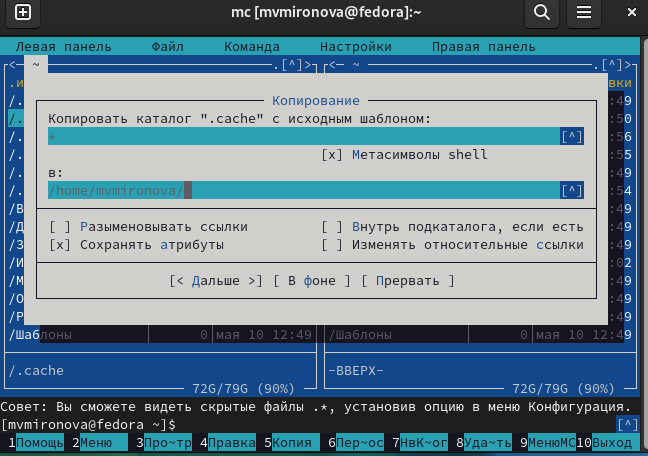 mc [mvmironova@fedora]:~
Левая панель Файл Команда Настройки Правая панель
<— ~ .[^]> <— ~ .[^]>
.и вки
Копирование
/. :49
Копировать каталог ".cache" с исходным шаблоном:
/. :50
* [^]
/. :56
[x] Метасимволы shell
/. :55
в:
/. :49
/home/mvmironova/ [^]
/. :54
/В :49
[ ] Разыменовывать ссылки [ ] Внутрь подкаталога, если есть
/Д :49
[x] Сохранять атрибуты [ ] Изменять относительные ссылки
/З :49
/И :02
[< Дальше >] [ В фоне ] [ Прервать ]
/М :49
/О :49
/Р :49
/Шаблоны 0 мая 10 12:49 /Шаблоны 0 мая 10 12:49
/.cache -ВВЕРХ-
72G/79G (90%) 72G/79G (90%)
Совет: Вы сможете видеть скрытые файлы .*, установив опцию в меню Конфигурация.
[mvmironova@fedora ~]$ [^]
1Помощь 2Меню 3Про~тр 4Правка 5Копия 6Пер~ос 7НвК~ог 8Уда~ть 9МенюMC 10Выход